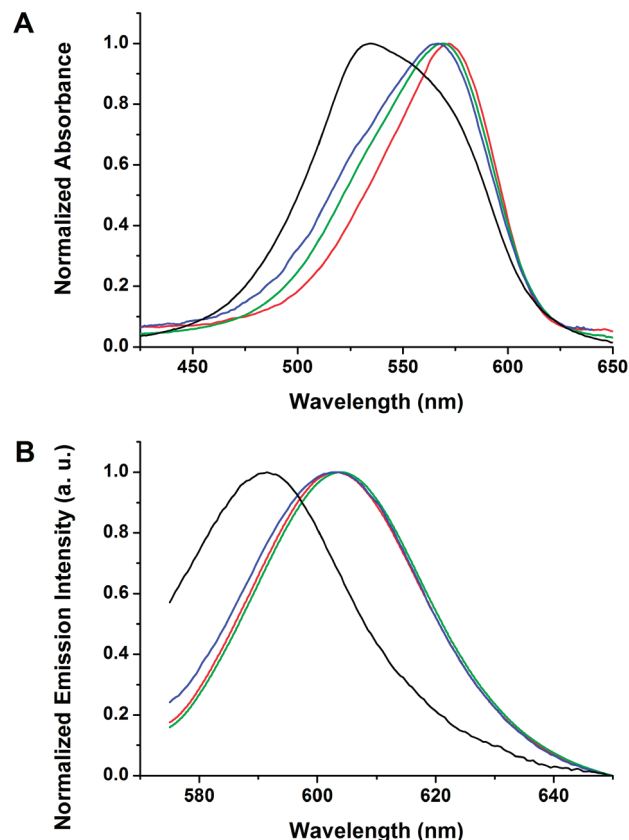 A
Normalized Absorbance
1.0
0.8
0.6
0.4
0.2
0.0
450 500 550 600 650
Wavelength (nm)
B
Normalized Emission Intensity (a. u.)
1.0
0.8
0.6
0.4
0.2
0.0
580 600 620 640
Wavelength (nm)